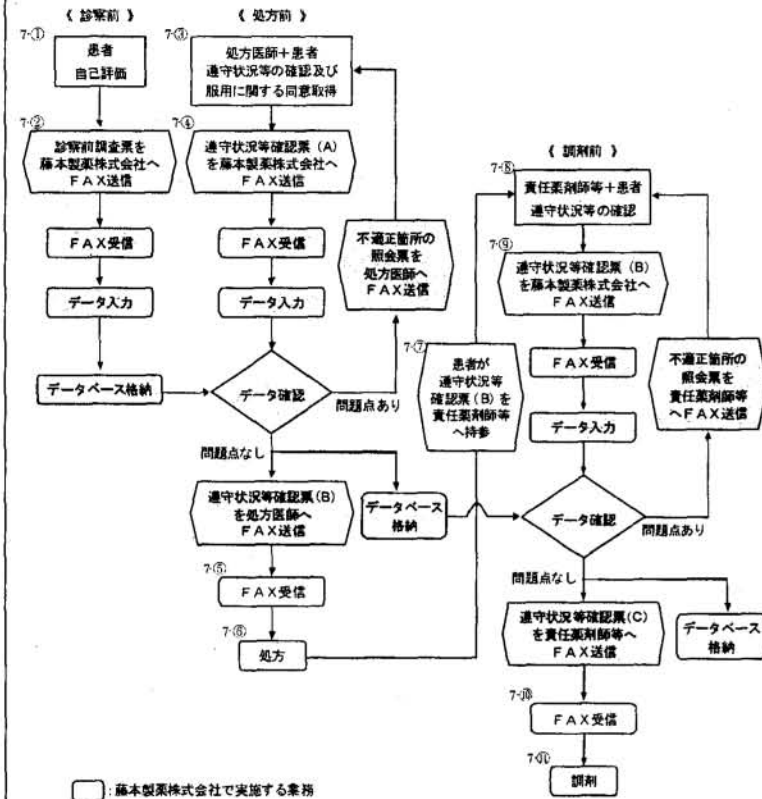 《 診察前 》
7-①
患者
自己評価
7-②
診察前調査票を
藤本製薬株式会社へ
ＦＡＸ送信
ＦＡＸ受信
データ入力
データベース格納
《 処方前 》
7-③
処方医師＋患者
遵守状況等の確認及び
服用に関する同意取得
7-④
遵守状況等確認票（A）
を藤本製薬株式会社へ
ＦＡＸ送信
ＦＡＸ受信
データ入力
データ確認
問題点あり
不適正箇所の
照会票を
処方医師へ
ＦＡＸ送信
問題点なし
遵守状況等確認票(B)
を処方医師へ
ＦＡＸ送信
データベース
格納
7-⑤
ＦＡＸ受信
7-⑥
処方
7-⑦
患者が
遵守状況等
確認票（B）を
責任薬剤師等
へ持参
《 調剤前 》
7-⑧
責任薬剤師等＋患者
遵守状況等の確認
7-⑨
遵守状況等確認票（B）
を藤本製薬株式会社へ
ＦＡＸ送信
ＦＡＸ受信
データ入力
データ確認
問題点あり
不適正箇所の
照会票を
責任薬剤師等
へＦＡＸ送信
問題点なし
遵守状況等確認票(C)
を責任薬剤師等へ
ＦＡＸ送信
データベース
格納
7-⑩
ＦＡＸ受信
7-⑪
調剤
：藤本製薬株式会社で実施する業務